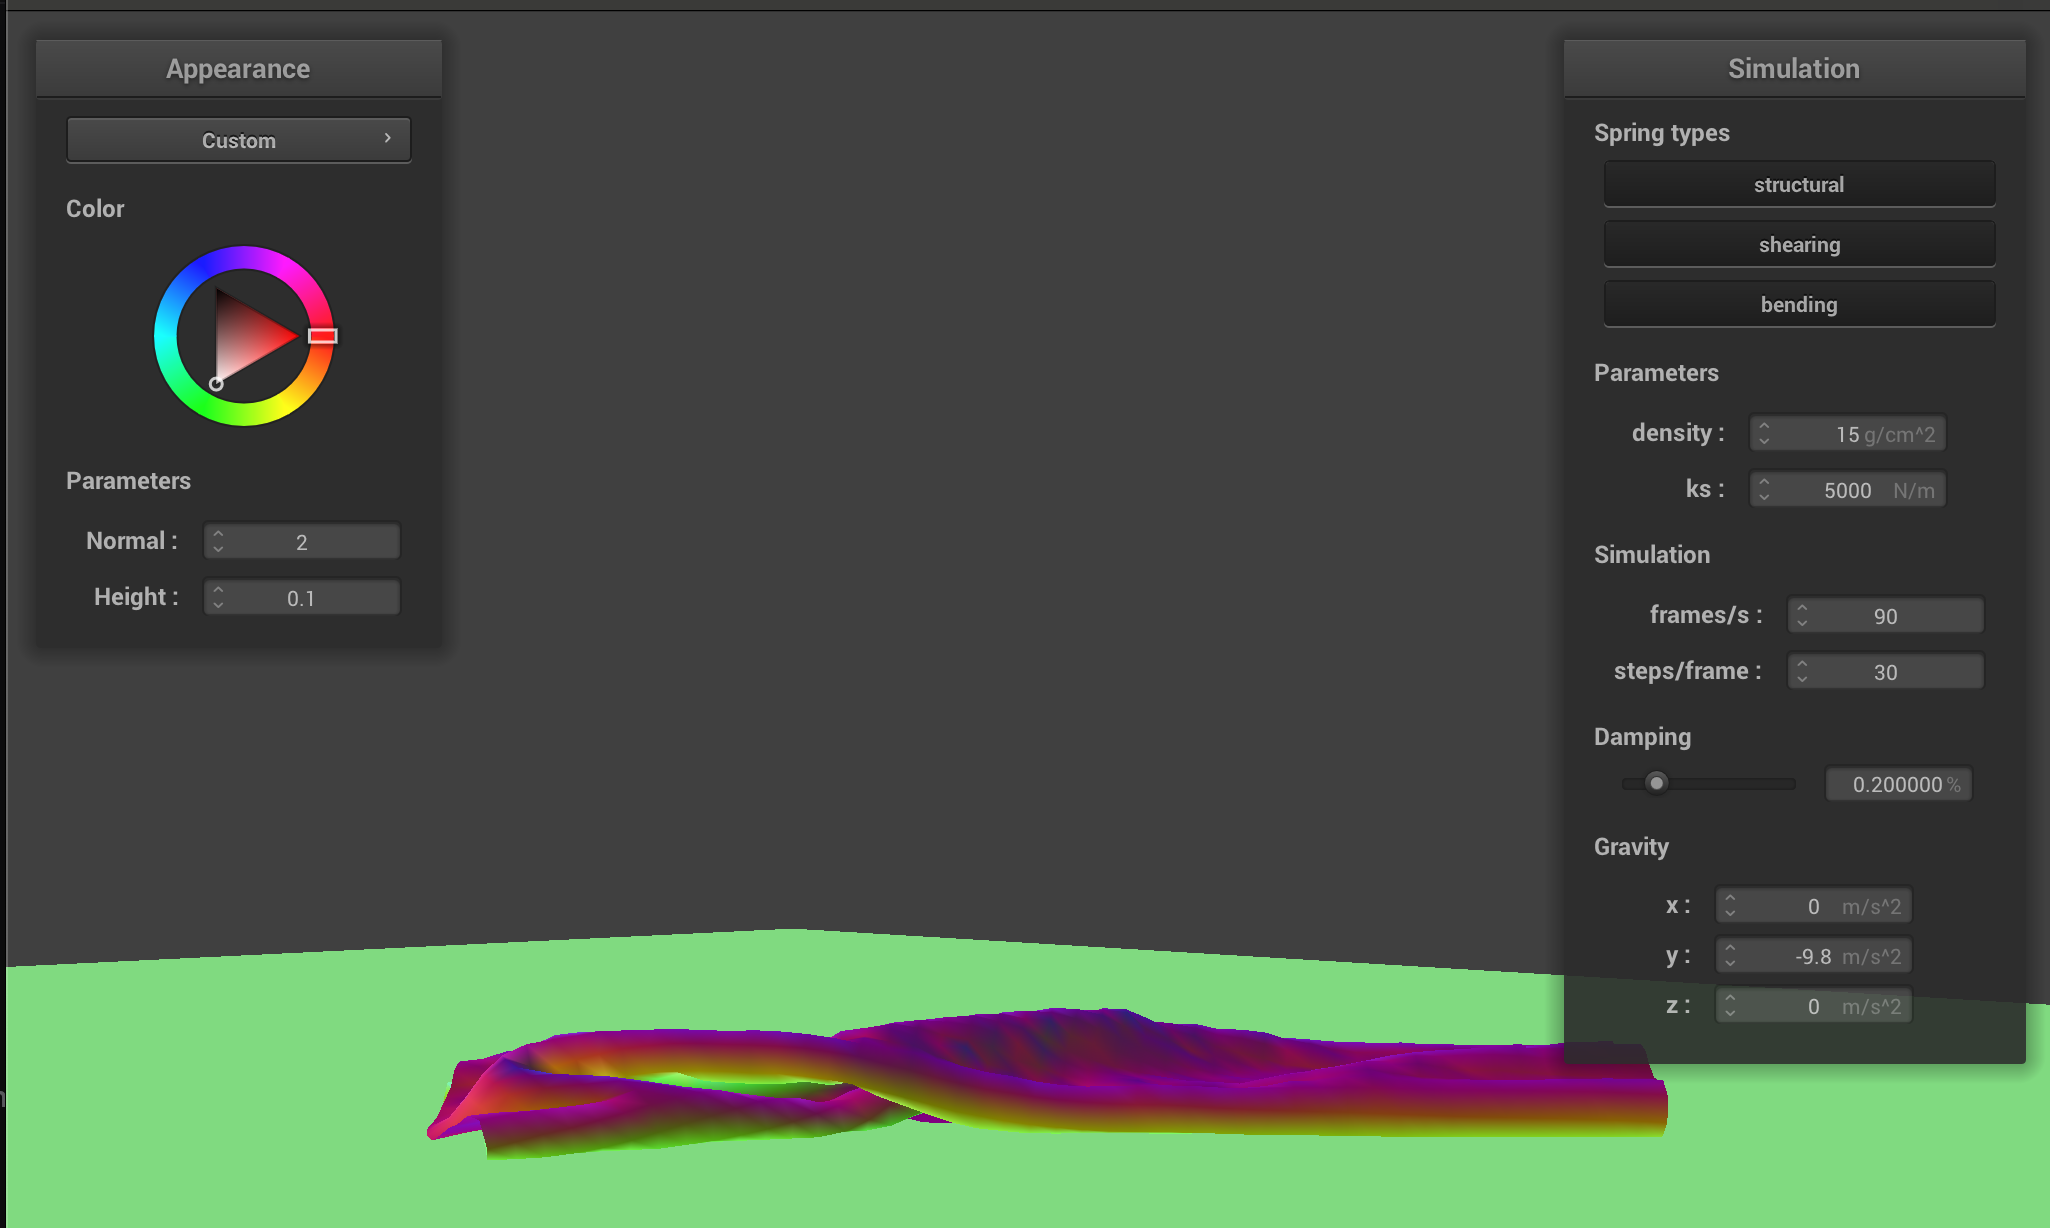 Appearance
Custom
Color
Parameters
Normal :
2
Height :
0.1
Simulation
Spring types
structural
shearing
bending
Parameters
density :
15 g/cm^2
ks :
5000 N/m
Simulation
frames/s :
90
steps/frame :
30
Damping
0.200000 %
Gravity
x :
0 m/s^2
y :
-9.8 m/s^2
z :
0 m/s^2